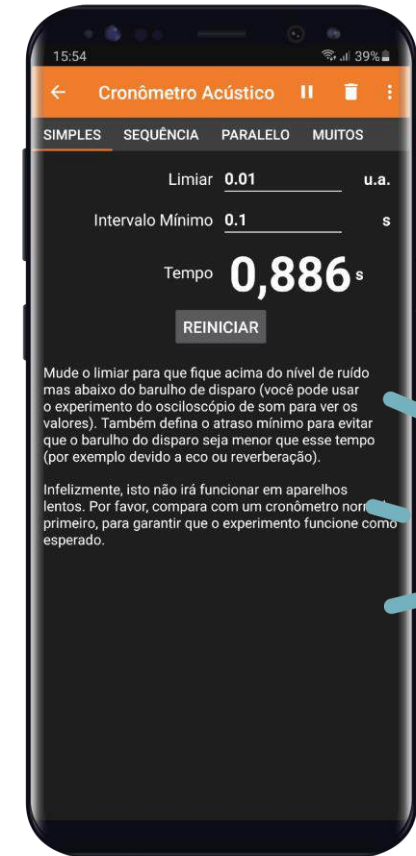 15:54 39%
Cronômetro Acústico
SIMPLES SEQUÊNCIA PARALELO MUITOS
Limiar 0.01 u.a.
Intervalo Mínimo 0.1 s
Tempo 0,886 s
REINICIAR
Mude o limiar para que fique acima do nível de ruído
mas abaixo do barulho de disparo (você pode usar
o experimento do osciloscópio de som para ver os
valores). Também defina o atraso mínimo para evitar
que o barulho do disparo seja menor que esse tempo
(por exemplo devido a eco ou reverberação).
Infelizmente, isto não irá funcionar em aparelhos
lentos. Por favor, compara com um cronômetro
primeiro, para garantir que o experimento funcione como
esperado.